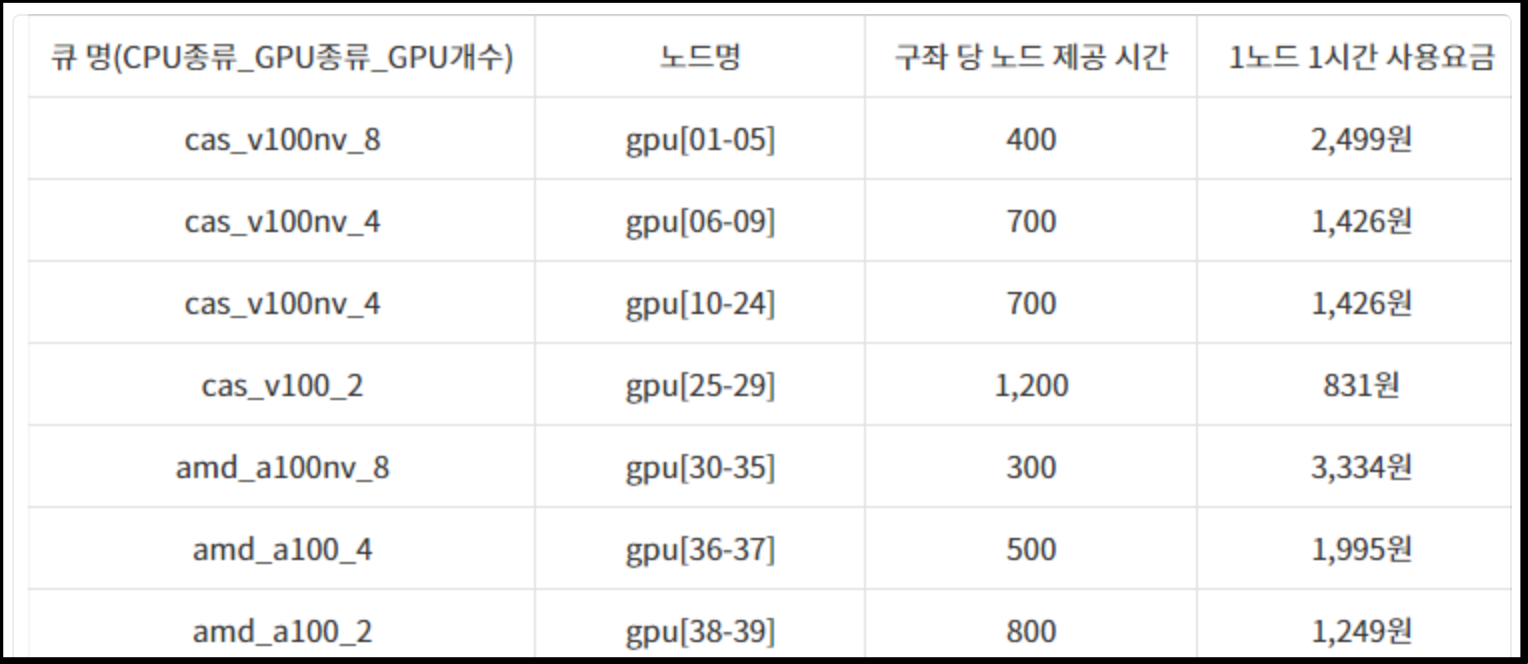 큐 명(CPU종류_GPU종류_GPU개수) 노드명 구좌 당 노드 제공 시간 1노드 1시간 사용요금
cas_v100nv_8 gpu[01-05] 400 2,499원
cas_v100nv_4 gpu[06-09] 700 1,426원
cas_v100nv_4 gpu[10-24] 700 1,426원
cas_v100_2 gpu[25-29] 1,200 831원
amd_a100nv_8 gpu[30-35] 300 3,334원
amd_a100_4 gpu[36-37] 500 1,995원
amd_a100_2 gpu[38-39] 800 1,249원